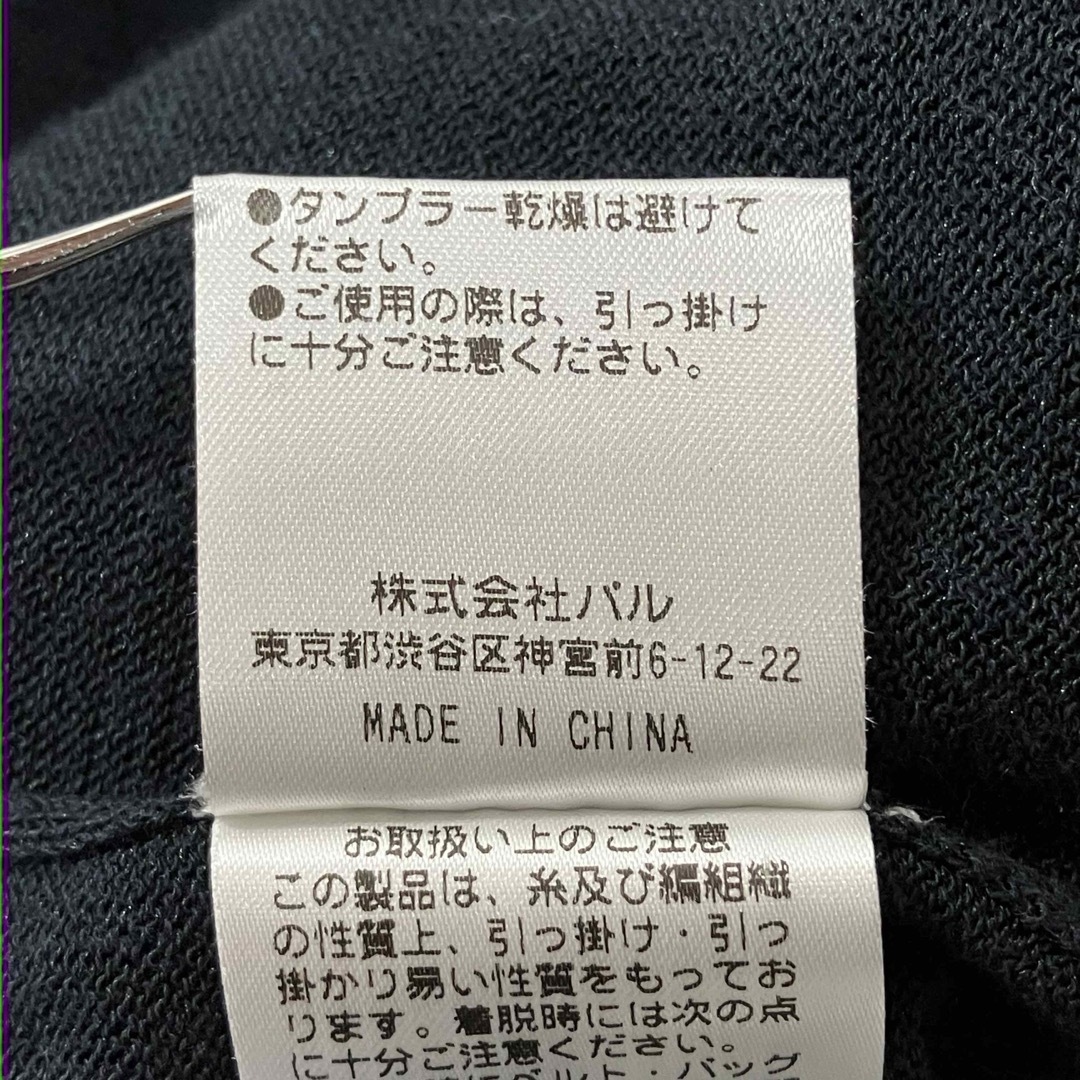 ●タンブラー乾燥は避けて
ください。
●ご使用の際は、引っ掛け
に十分ご注意ください。
株式会社パル
東京都渋谷区神宮前6-12-22
MADE IN CHINA
お取扱い上のご注意
この製品は、糸及び編組織
の性質上、引っ掛け・引っ
掛かり易い性質をもってお
ります。着脱時には次の点
に十分ご注意ください。
ベルト・バッグ